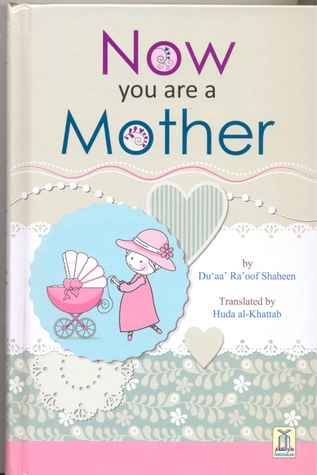 Now
you are a
Mother
by
Du‘aa’ Ra’oof Shaheen
Translated by
Huda al-Khattab